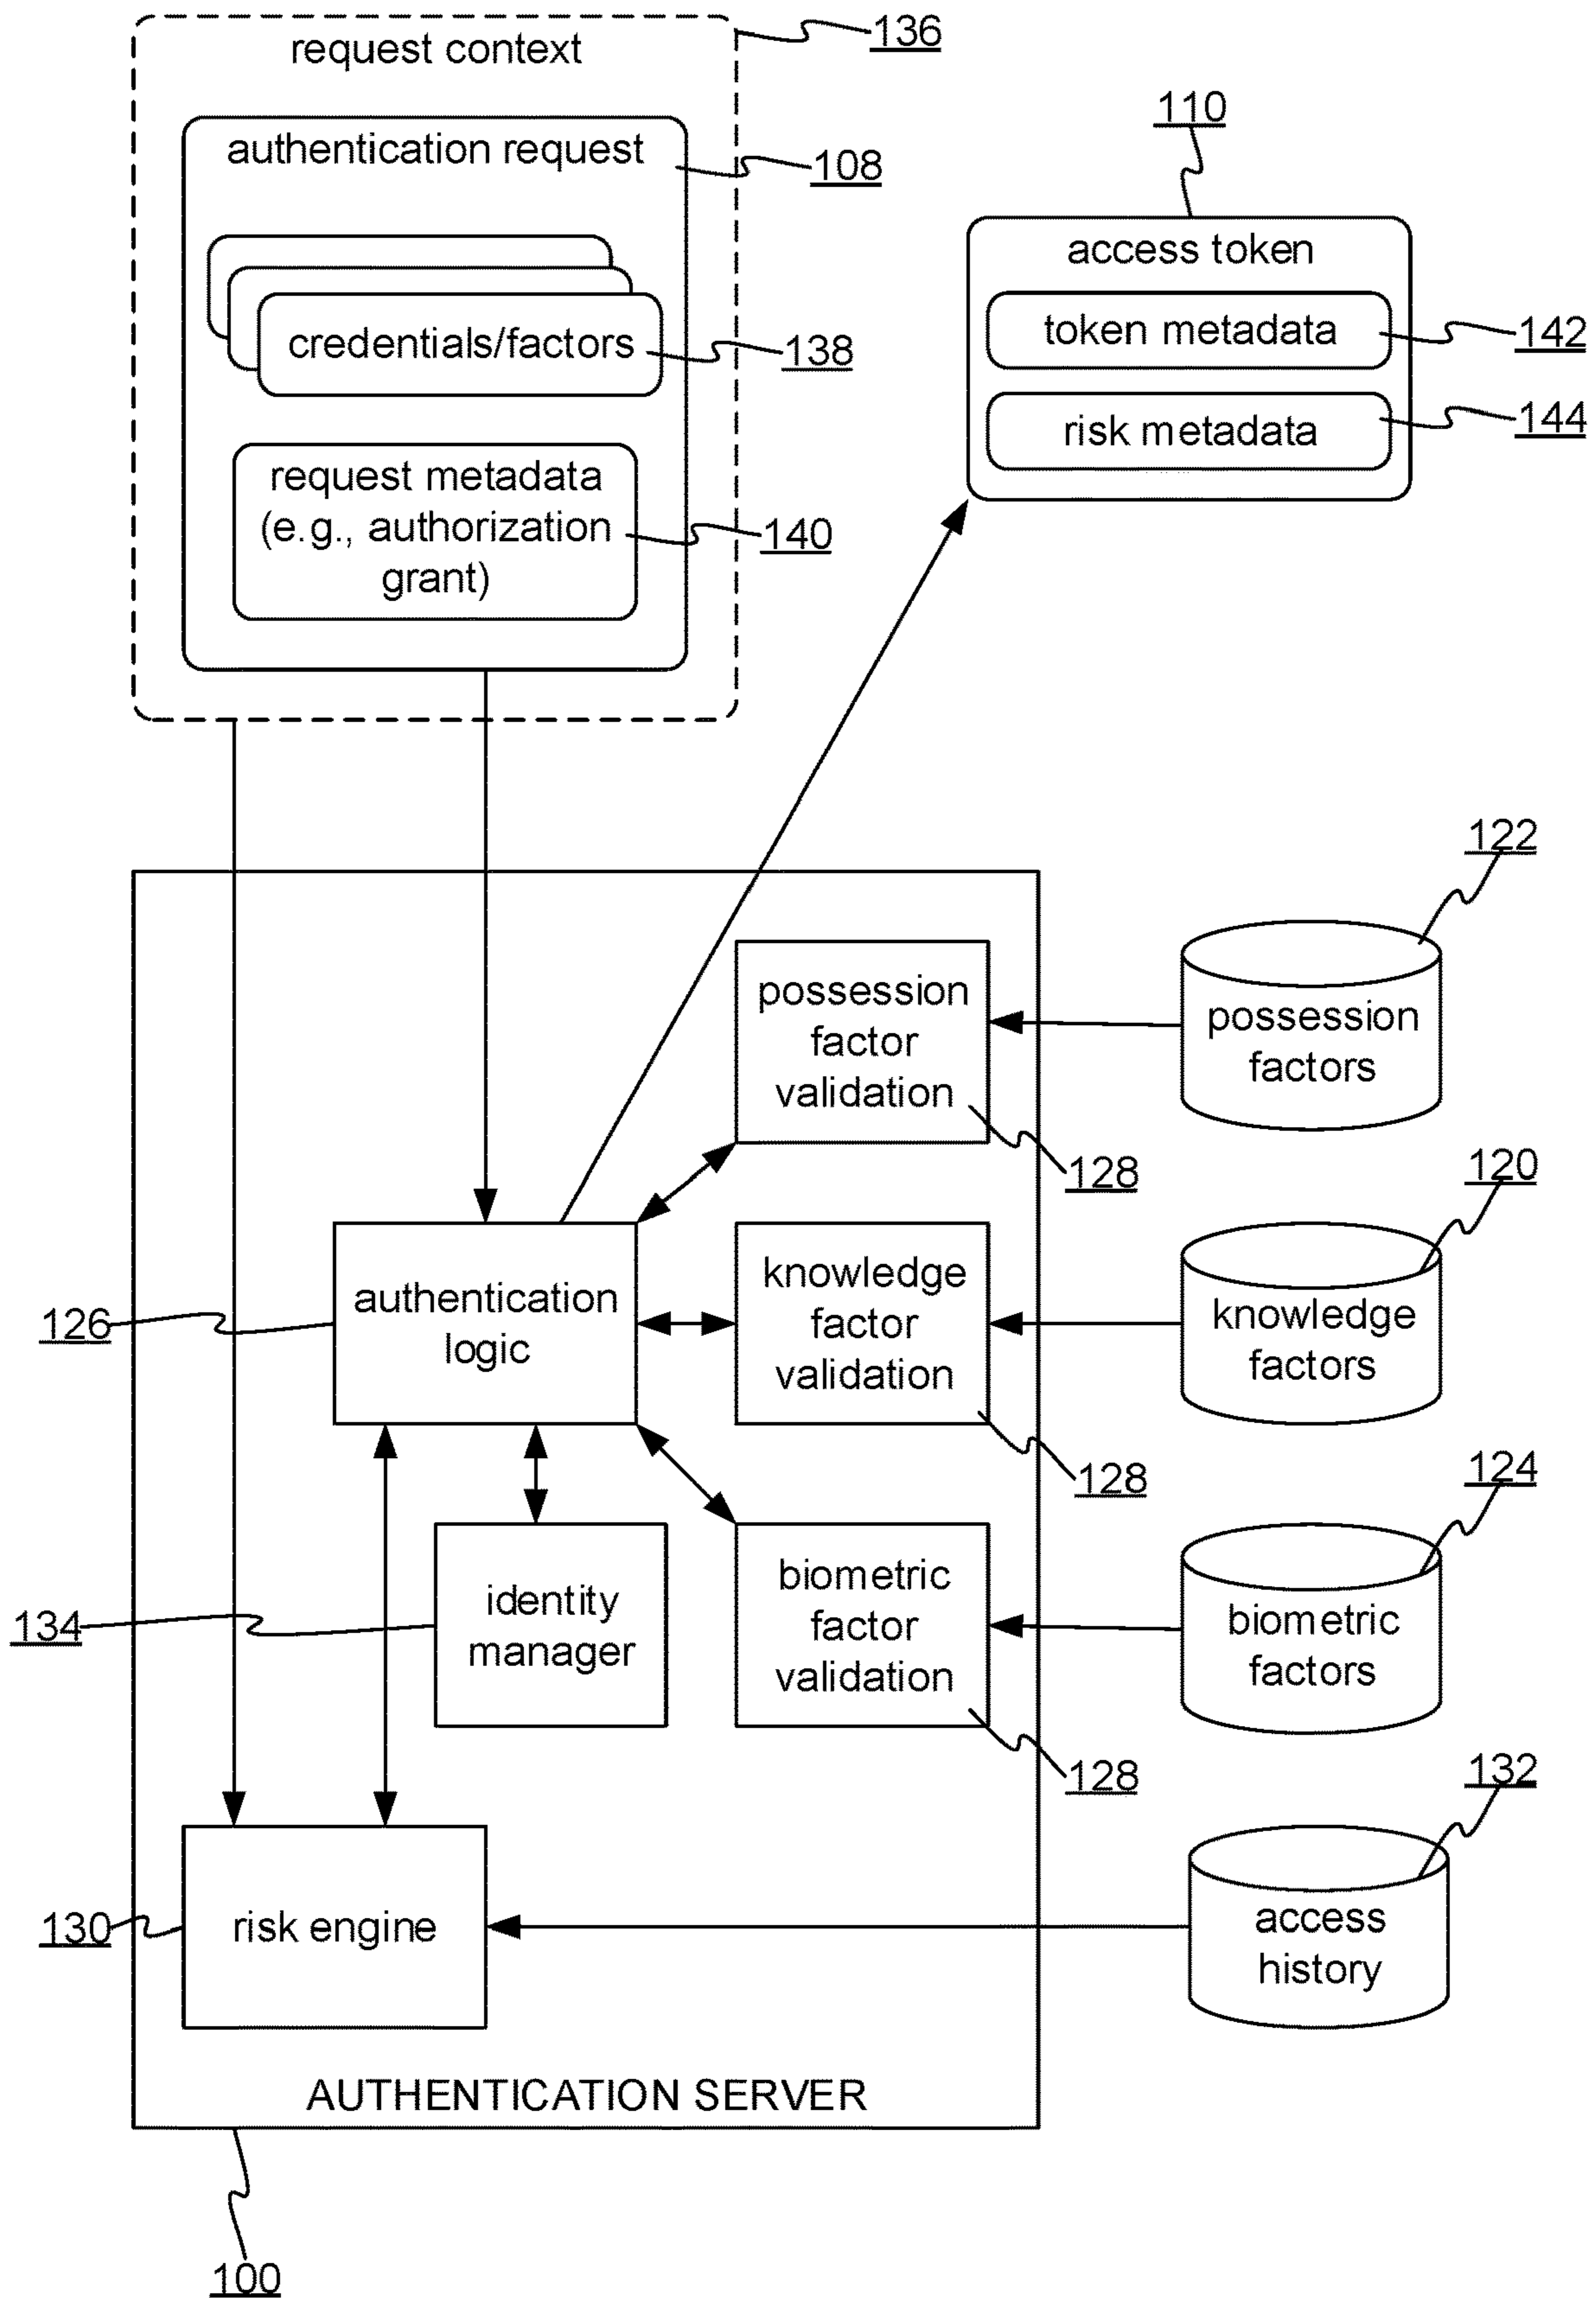 request context
136
authentication request
108
credentials/factors
138
request metadata
(e.g., authorization
grant)
140
110
access token
token metadata
142
risk metadata
144
122
possession
factor
validation
128
possession
factors
120
authentication
logic
126
knowledge
factor
validation
128
knowledge
factors
124
identity
manager
134
biometric
factor
validation
128
biometric
factors
132
risk engine
130
access
history
AUTHENTICATION SERVER
100